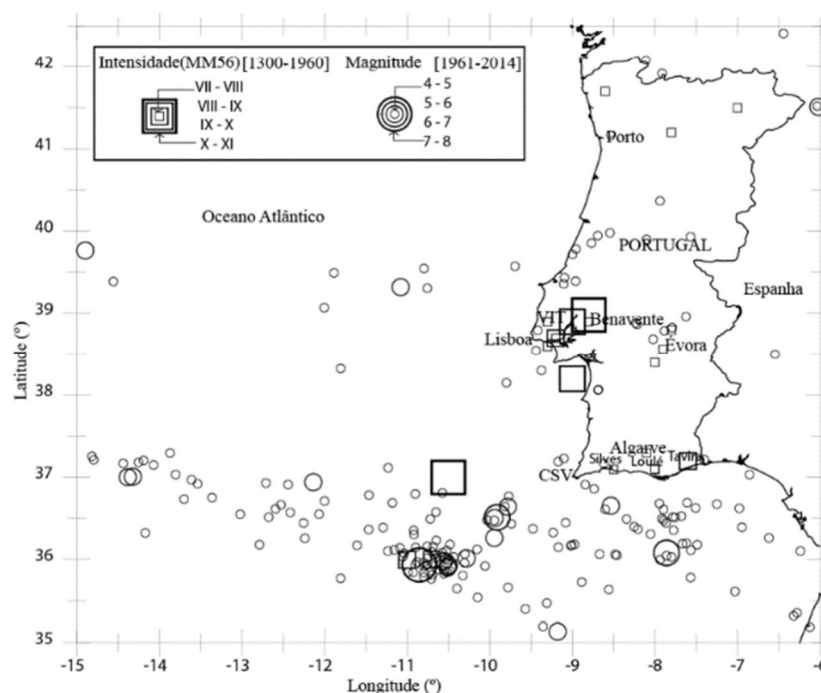 Intensidade(MM56) [1300-1960] Magnitude [1961-2014]
VII - VIII 4 - 5
VIII - IX 5 - 6
IX - X 6 - 7
X - XI 7 - 8
42
41
40
39
38
37
36
35
Latitude (º)
Oceano Atlântico
Porto
PORTUGAL
Espanha
VIT
Benavente
Lisboa
Évora
Algarve
Silves
Loulé
Tavira
CSV
-15 -14 -13 -12 -11 -10 -9 -8 -7 -6
Longitude (º)